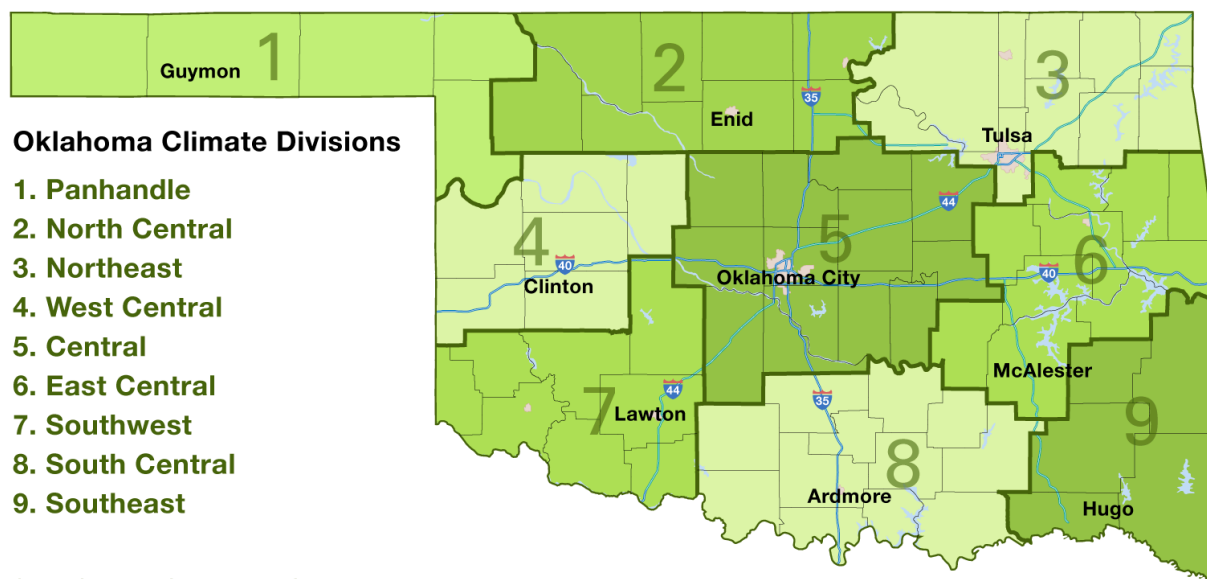 1
Guymon
2
35
Enid
3
Tulsa
Oklahoma Climate Divisions
1. Panhandle
2. North Central
3. Northeast
4. West Central
5. Central
6. East Central
7. Southwest
8. South Central
9. Southeast
44
4
40
Clinton
5
Oklahoma City
6
40
McAlester
44
7
Lawton
35
8
Ardmore
9
Hugo